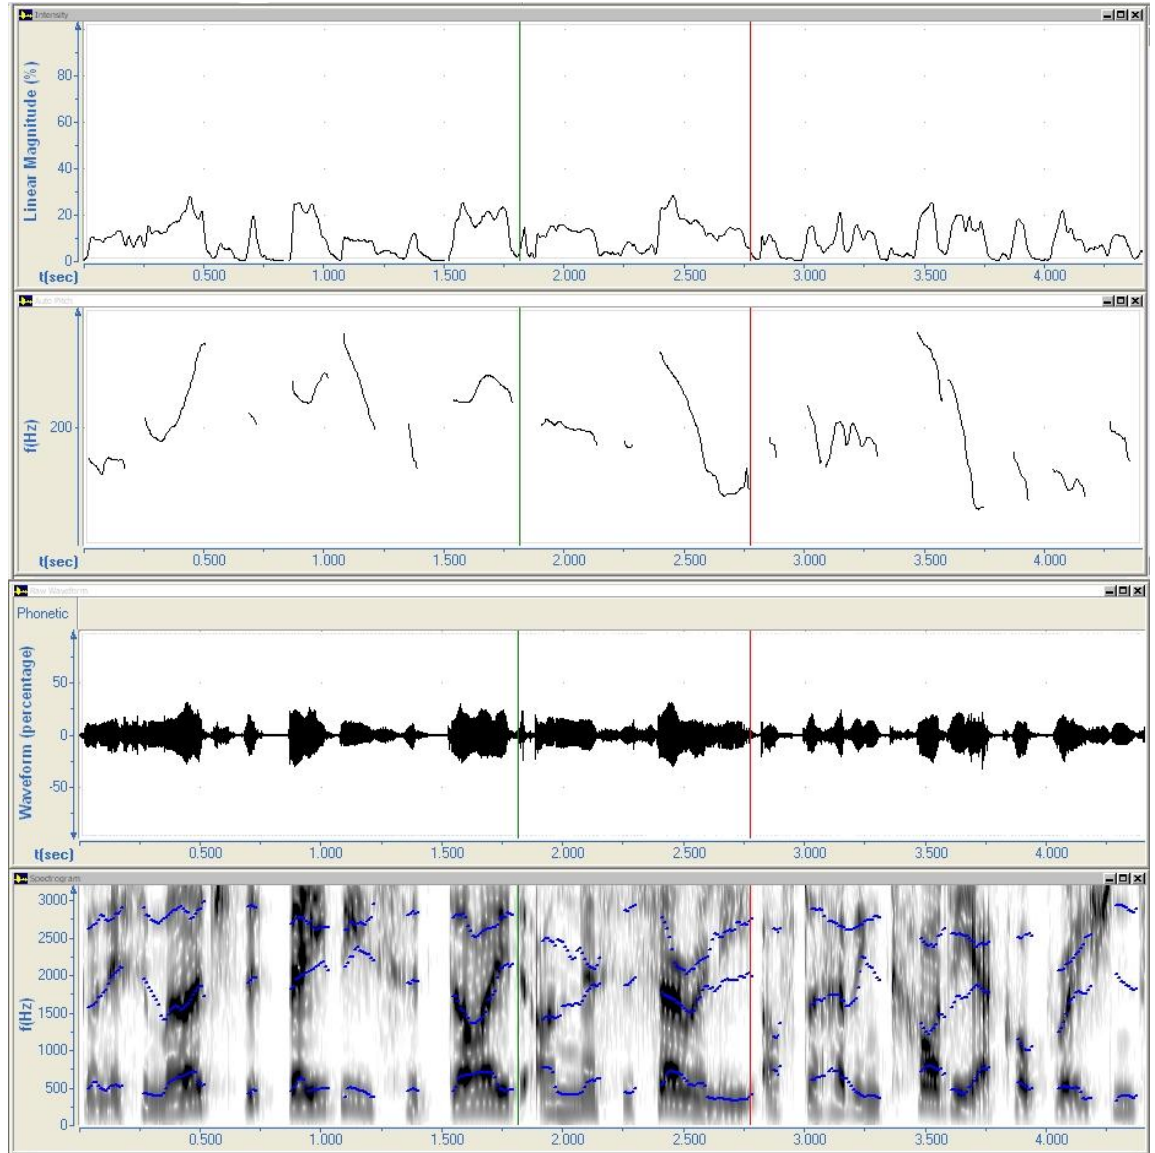 Intensity
Linear Magnitude (%)
80
60
40
20
0
t(sec)
0.500 1.000 1.500 2.000 2.500 3.000 3.500 4.000
Auto Pitch
f(Hz)
200
t(sec)
0.500 1.000 1.500 2.000 2.500 3.000 3.500 4.000
Raw Waveform
Phonetic
Waveform (percentage)
50
0
-50
t(sec)
0.500 1.000 1.500 2.000 2.500 3.000 3.500 4.000
Spectrogram
f(Hz)
3000
2500
2000
1500
1000
500
0
t(sec)
0.500 1.000 1.500 2.000 2.500 3.000 3.500 4.000